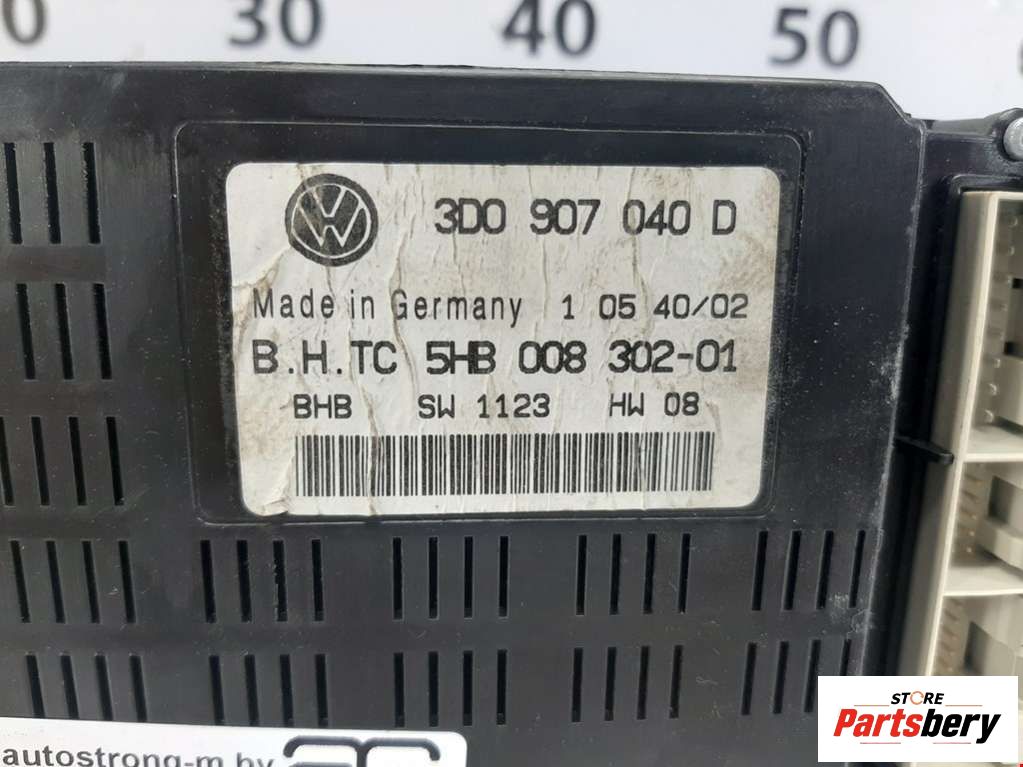 30 40 50
3D0 907 040 D
Made in Germany 1 05 40/02
B.H.TC 5HB 008 302-01
BHB SW 1123 HW 08
autostrong-m.by
STORE
Partsbery